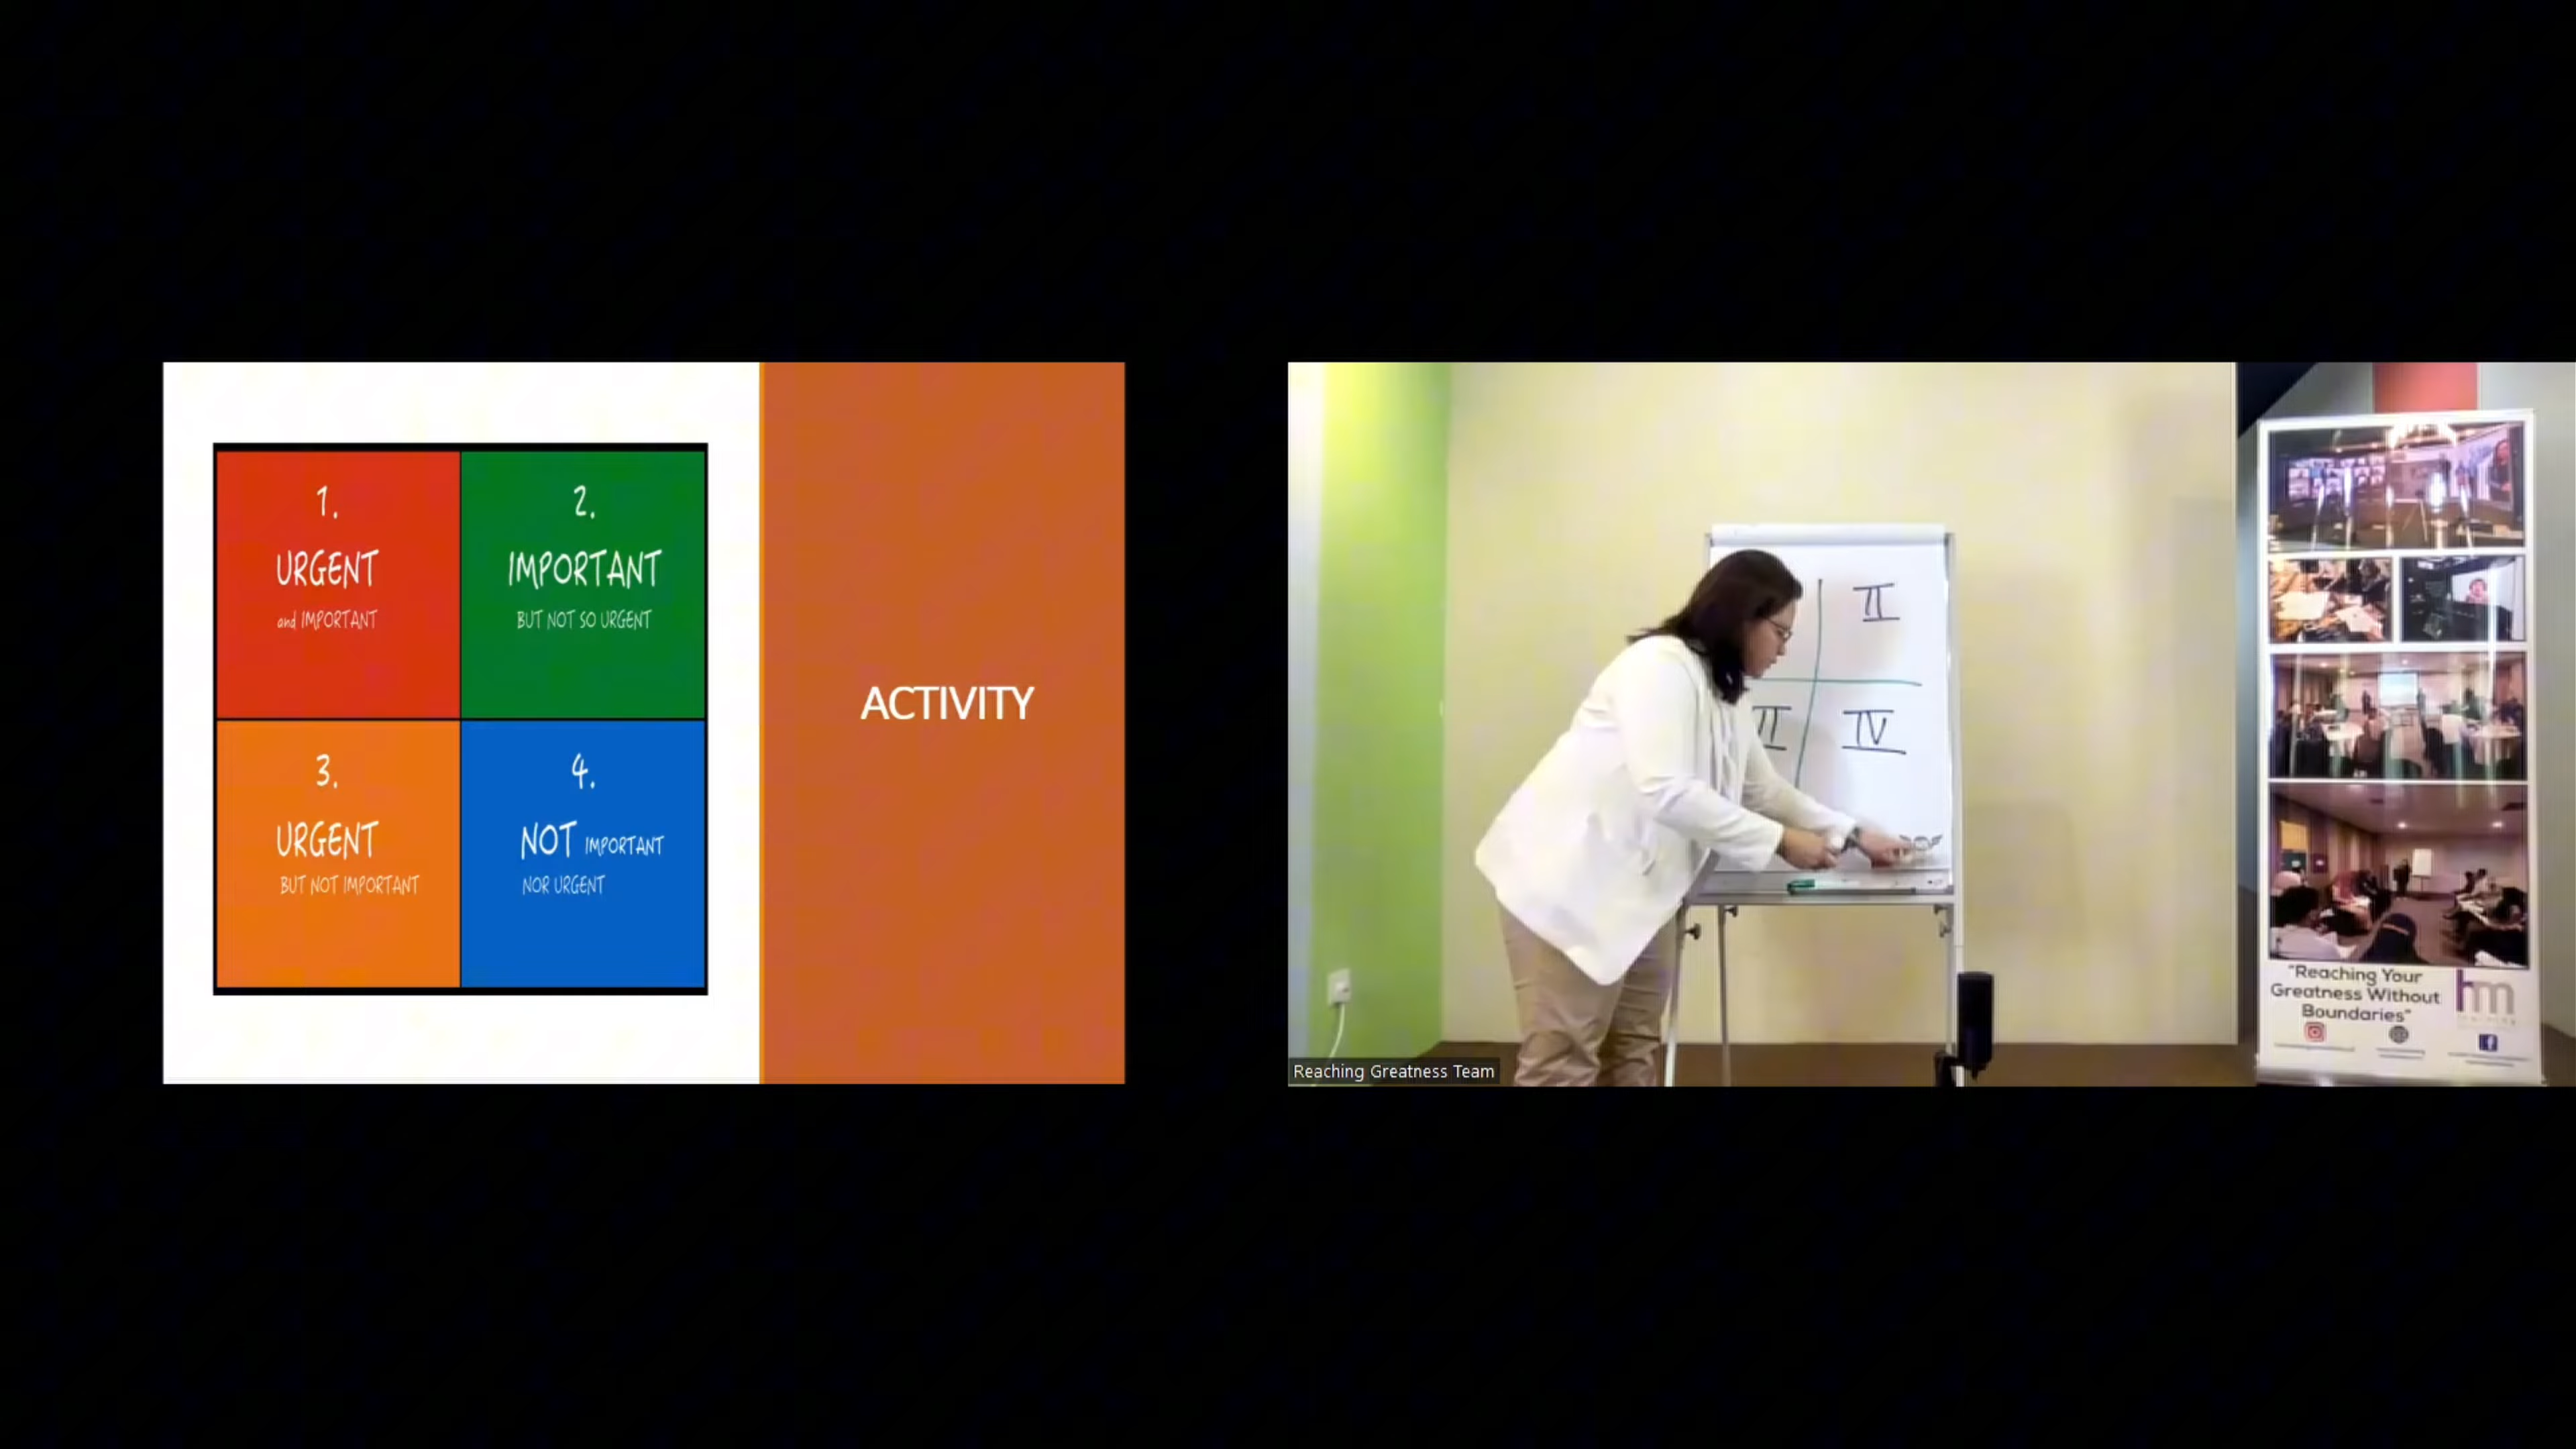 1.
URGENT
and IMPORTANT
2.
IMPORTANT
BUT NOT SO URGENT
3.
URGENT
BUT NOT IMPORTANT
4.
NOT IMPORTANT
NOR URGENT
ACTIVITY
II
IV
"Reaching Your
Greatness Without
Boundaries"
hm
Reaching Greatness Team